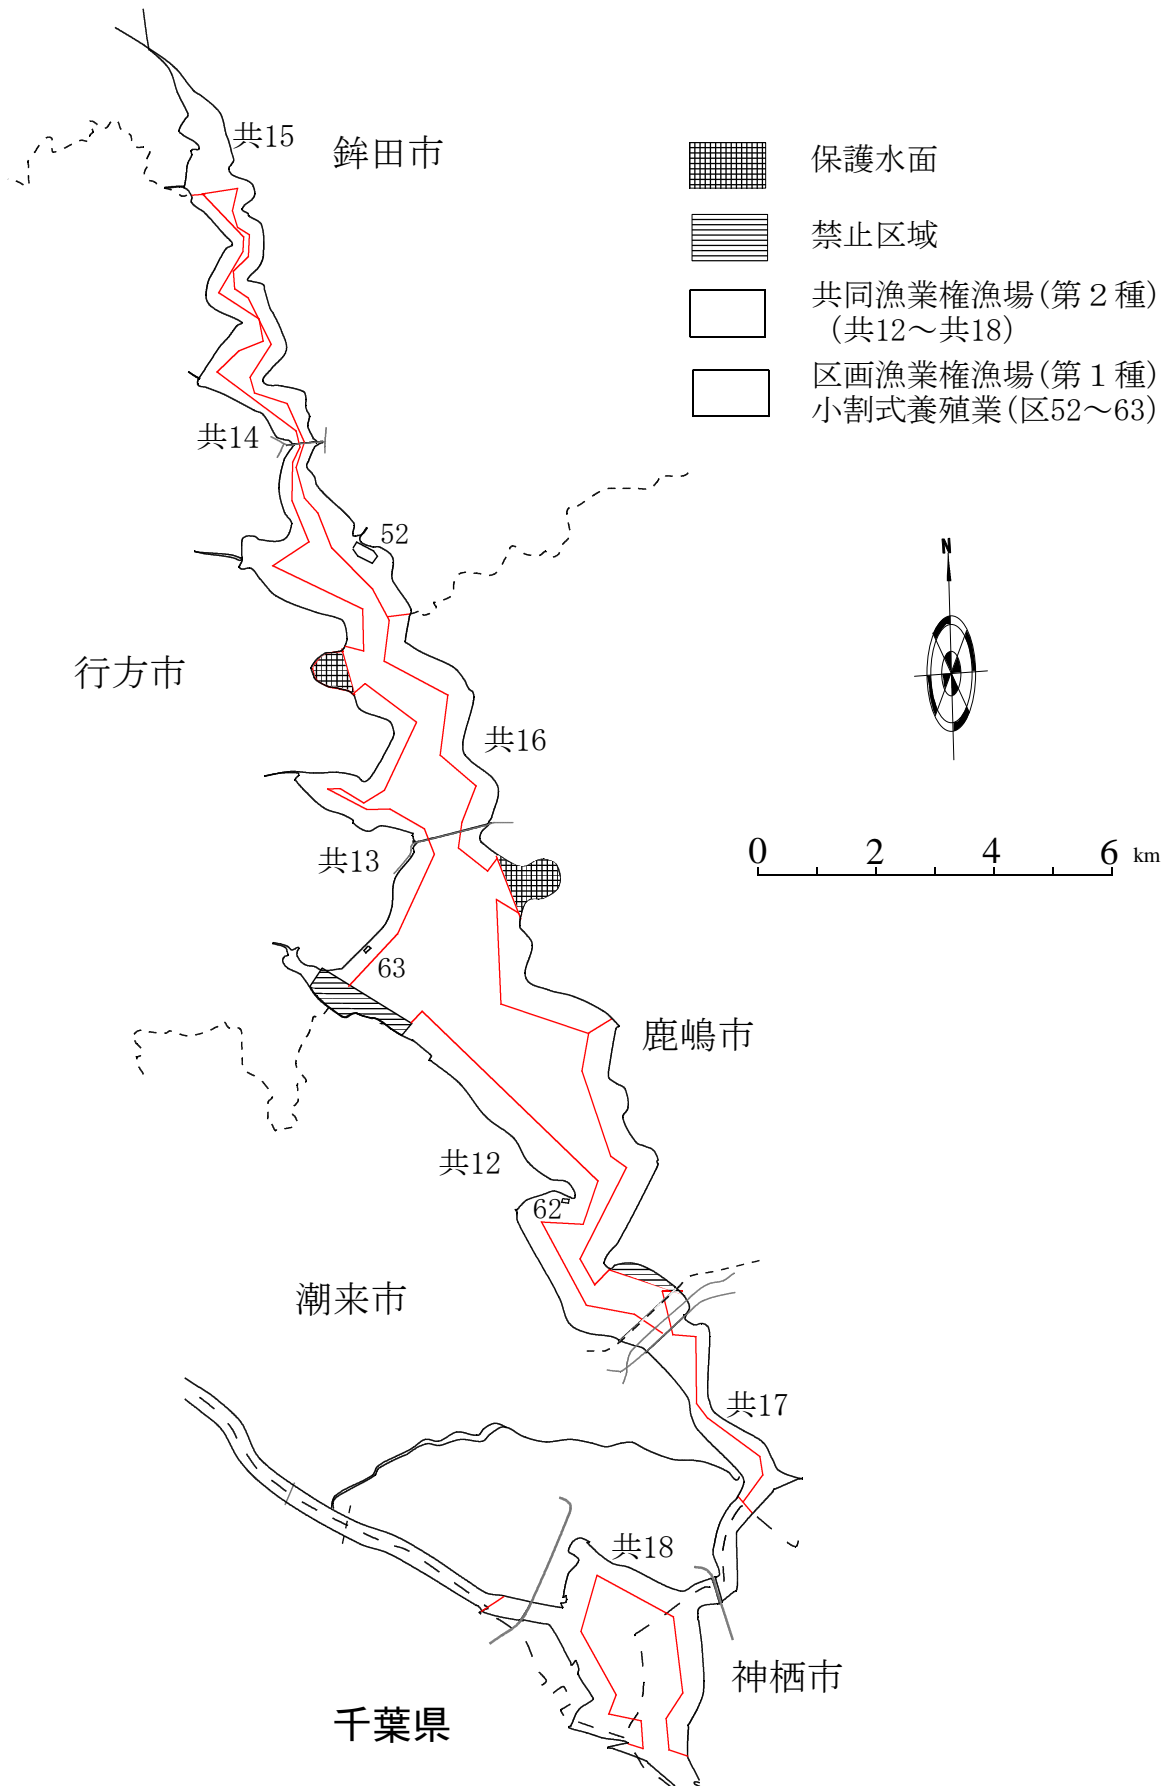 共15
鉾田市
保護水面
禁止区域
共同漁業権漁場(第２種)
（共12～共18）
区画漁業権漁場(第１種)
小割式養殖業(区52～63)
共14
52
N
行方市
共16
0 2 4 6 km
共13
63
鹿嶋市
共12
62
潮来市
共17
共18
神栖市
千葉県